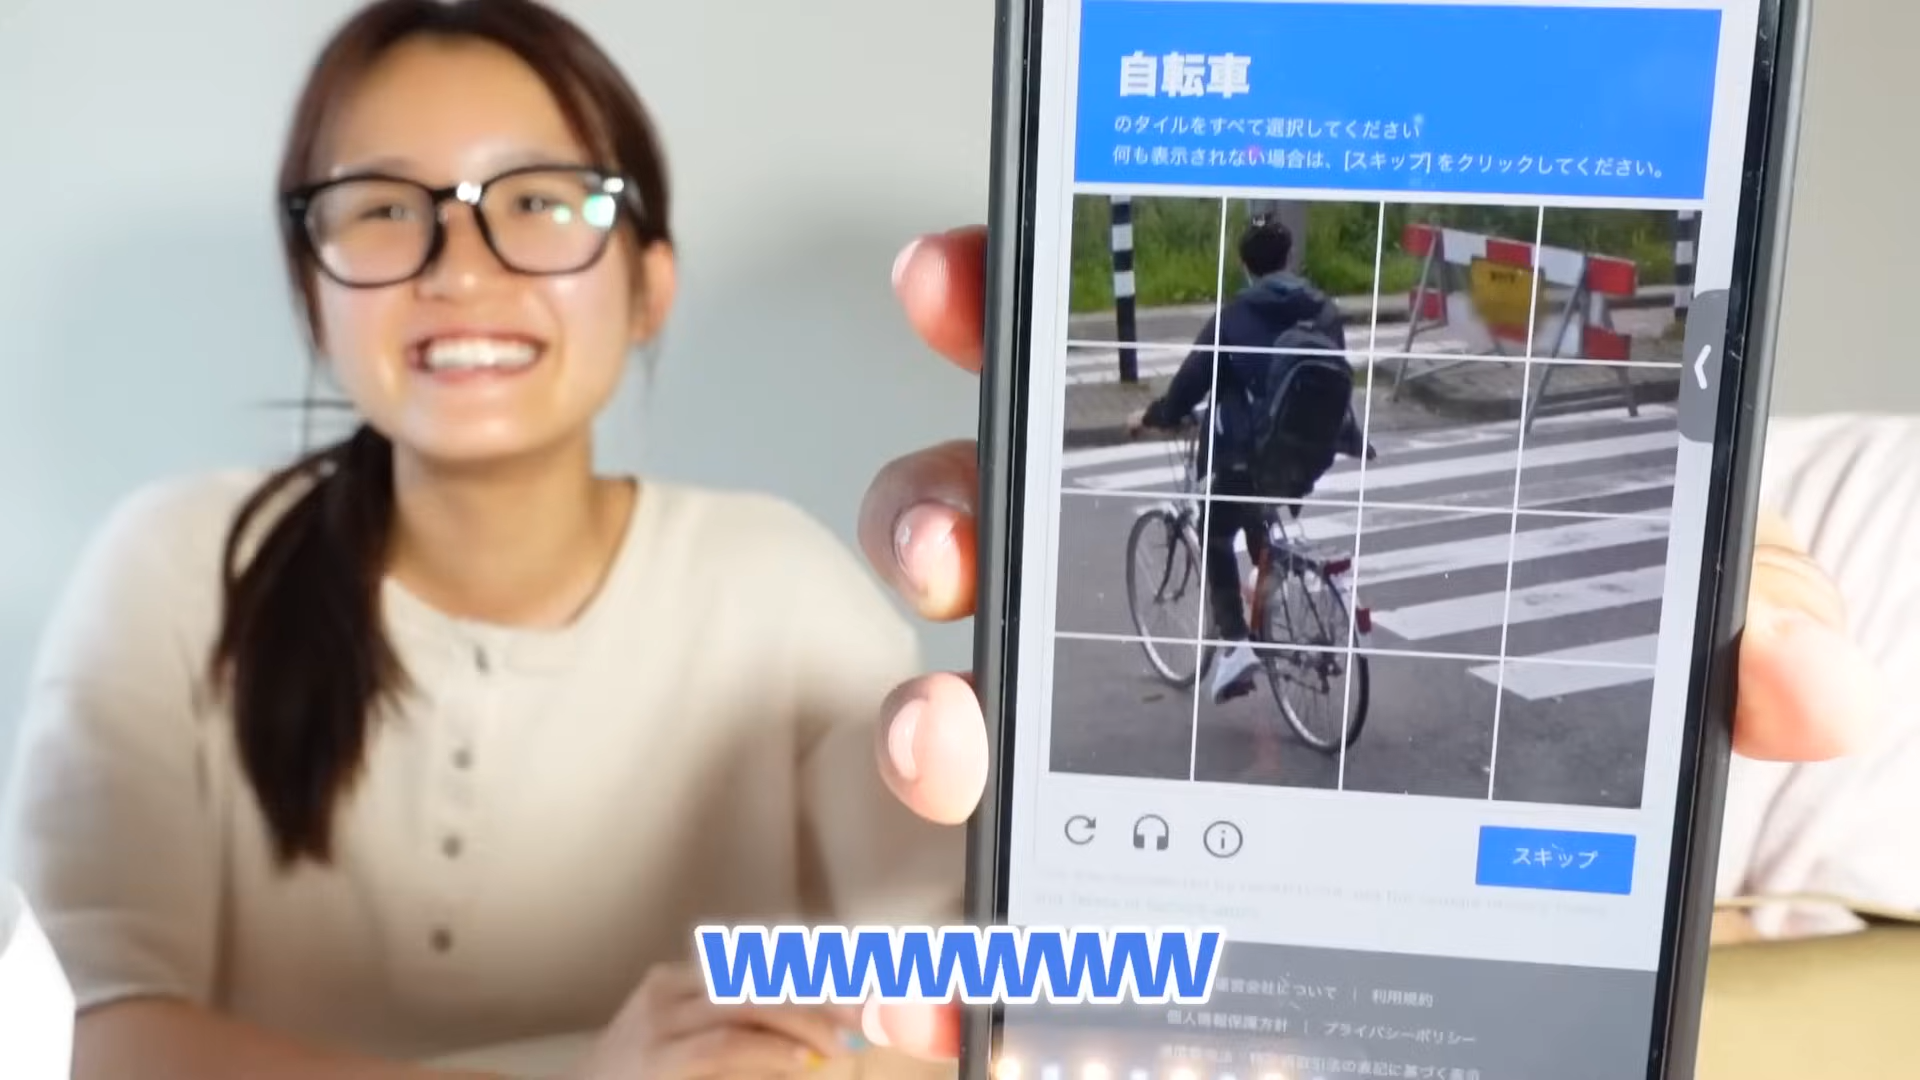 自転車
のタイルをすべて選択してください
何も表示されない場合は、[スキップ] をクリックしてください。
スキップ
wwwwwww
運営会社について | 利用規約
個人情報保護方針 | プライバシーポリシー